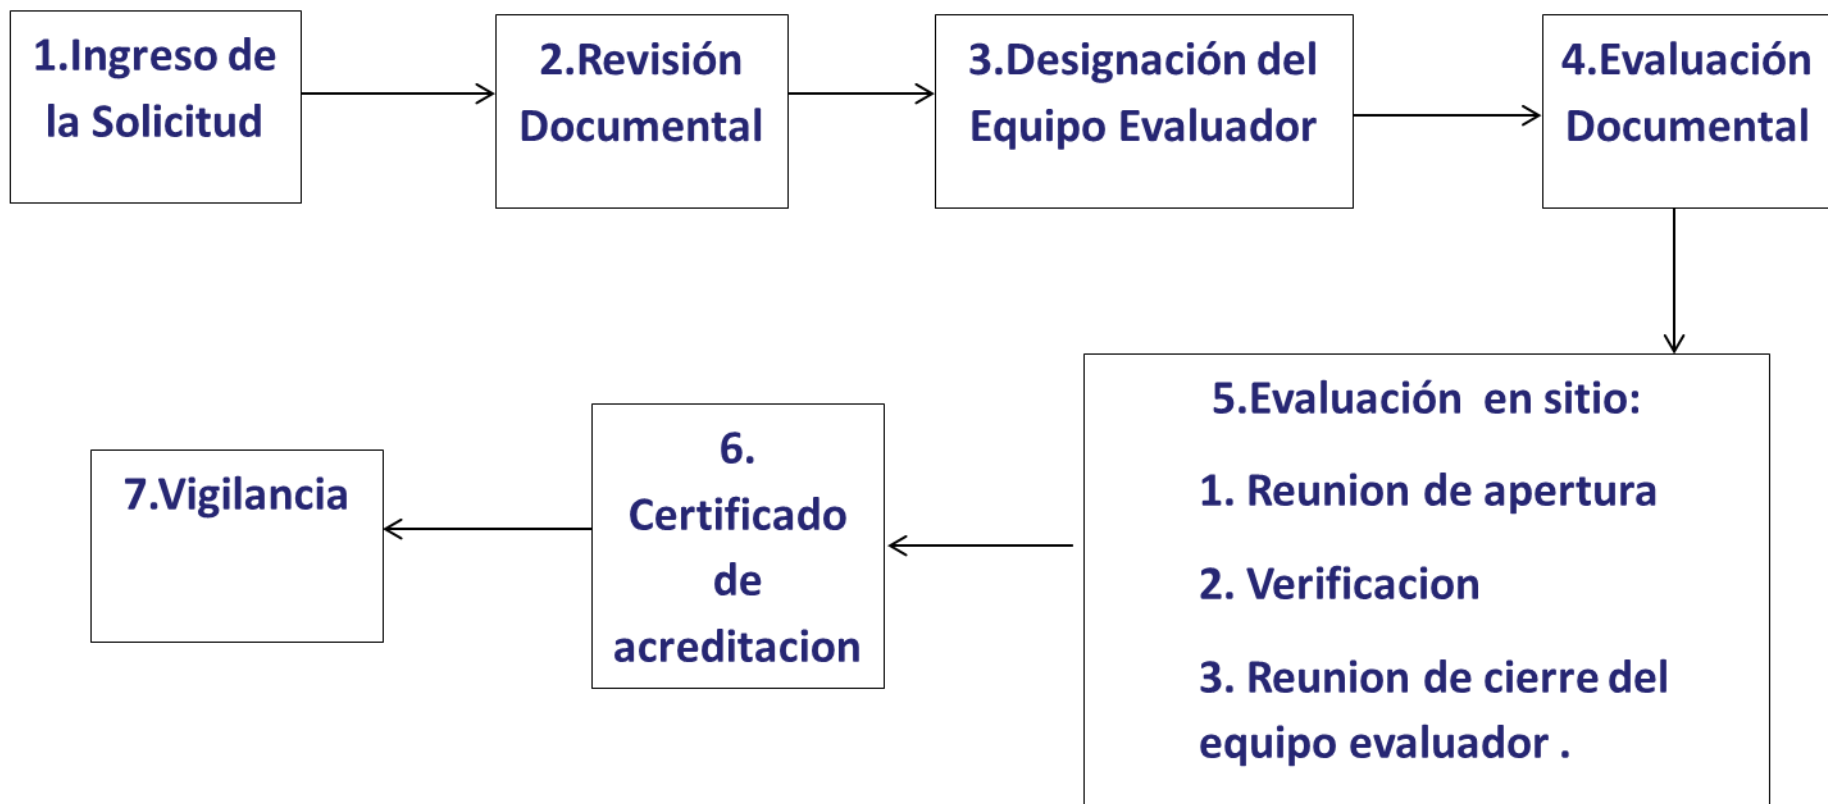 1.Ingreso de
la Solicitud
2.Revisión
Documental
3.Designación del
Equipo Evaluador
4.Evaluación
Documental
5.Evaluación  en sitio:
1. Reunion de apertura
2. Verificacion
3. Reunion de cierre del
equipo evaluador .
6.
Certificado
de
acreditacion
7.Vigilancia